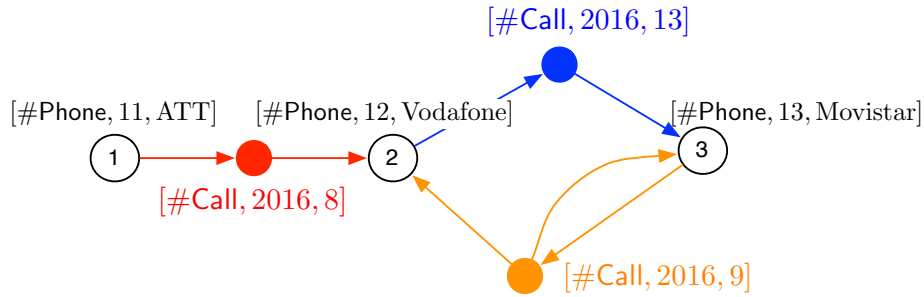 [#Call, 2016, 13]
[#Phone, 11, ATT]
[#Phone, 12, Vodafone]
[#Phone, 13, Movistar]
1
2
3
[#Call, 2016, 8]
[#Call, 2016, 9]